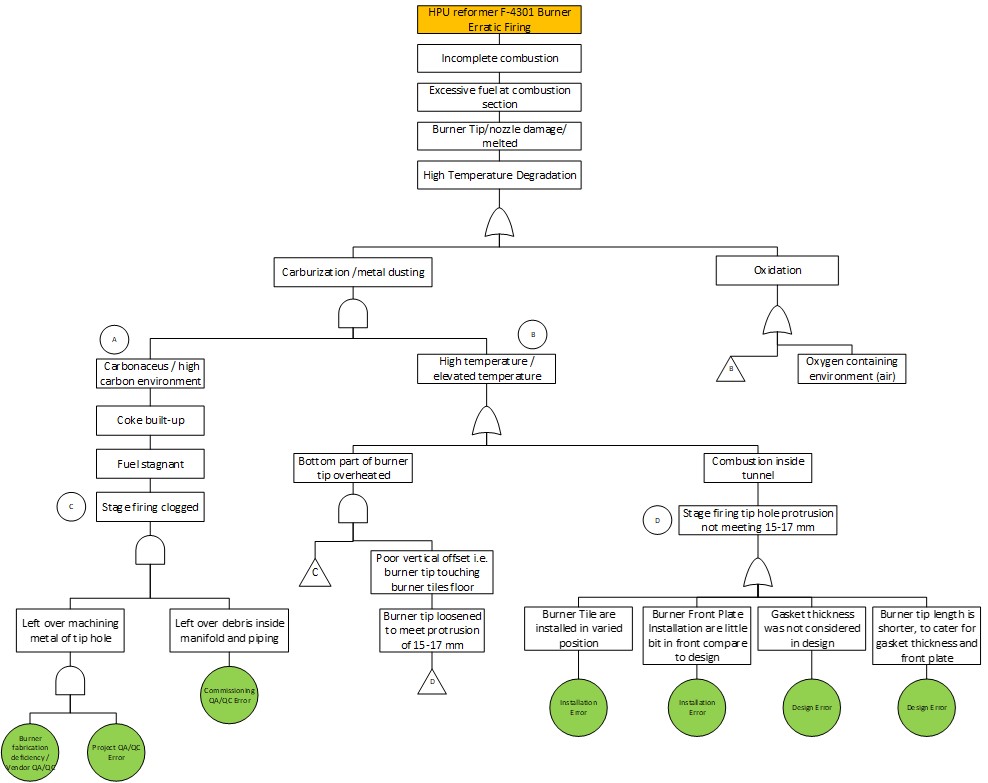 HPU reformer F-4301 Burner
Erratic Firing
Incomplete combustion
Excessive fuel at combustion
section
Burner Tip/nozzle damage/
melted
High Temperature Degradation
Carburization /metal dusting
Oxidation
A
Carbonaceus / high
carbon environment
B
High temperature /
elevated temperature
B
Oxygen containing
environment (air)
Coke built-up
Fuel stagnant
C
Stage firing clogged
Bottom part of burner
tip overheated
Combustion inside
tunnel
D
Stage firing tip hole protrusion
not meeting 15-17 mm
C
Poor vertical offset i.e.
burner tip touching
burner tiles floor
Left over machining
metal of tip hole
Left over debris inside
manifold and piping
Burner tip loosened
to meet protrusion
of 15-17 mm
D
Burner Tile are
installed in varied
position
Burner Front Plate
Installation are little
bit in front compare
to design
Gasket thickness
was not considered
in design
Burner tip length is
shorter, to cater for
gasket thickness and
front plate
Commissioning
QA/QC Error
Installation
Error
Installation
Error
Design Error
Design Error
Burner
fabrication
deficiency /
Vendor QA/QC
Project QA/QC
Error